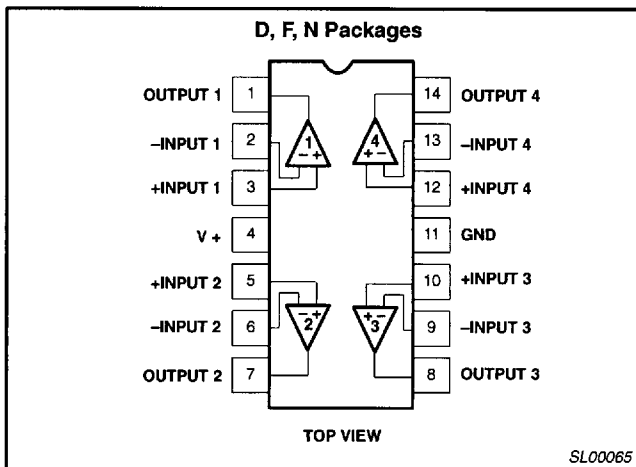 D, F, N Packages
OUTPUT 1 1 14 OUTPUT 4
–INPUT 1 2 13 –INPUT 4
1 4
– + + –
+INPUT 1 3 12 +INPUT 4
V + 4 11 GND
+INPUT 2 5 10 +INPUT 3
– + + –
2 3
–INPUT 2 6 9 –INPUT 3
OUTPUT 2 7 8 OUTPUT 3
TOP VIEW
SL00065